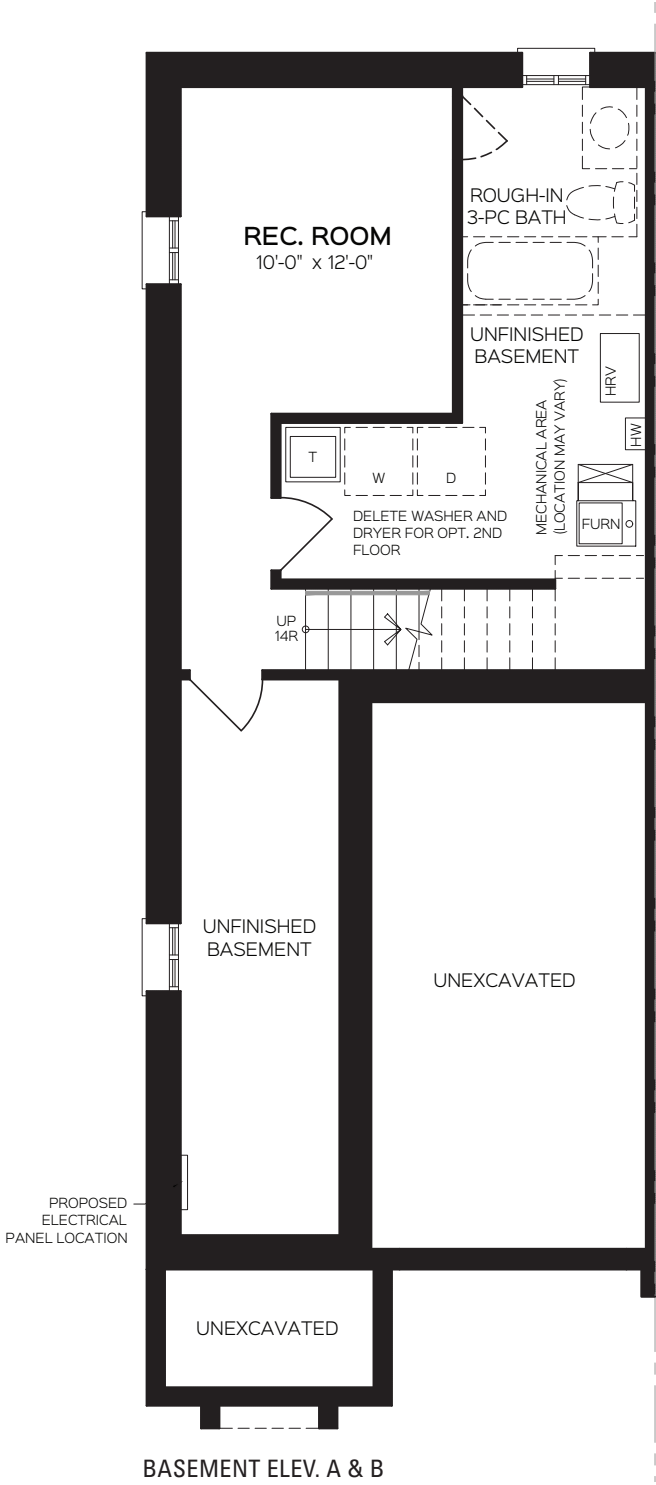 REC. ROOM
10'-0" x 12'-0"
ROUGH-IN
3-PC BATH
UNFINISHED
BASEMENT
HRV
MECHANICAL AREA
(LOCATION MAY VARY)
HW
T
W
D
DELETE WASHER AND
DRYER FOR OPT. 2ND
FLOOR
FURN
UP
14R
UNFINISHED
BASEMENT
UNEXCAVATED
PROPOSED
ELECTRICAL
PANEL LOCATION
UNEXCAVATED
BASEMENT ELEV. A & B